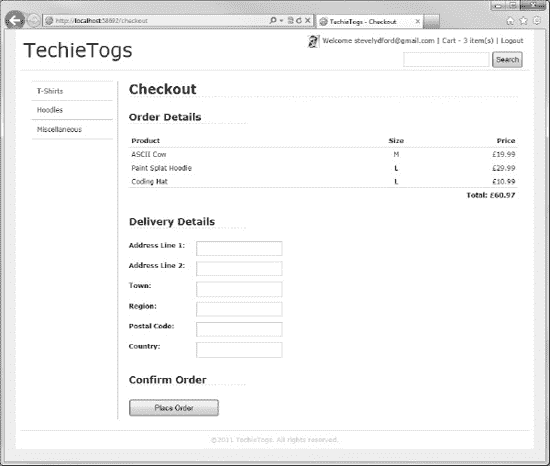 http://localhost:58602/checkout
TechieTogs - Checkout
TechieTogs
Welcome stevelydford@gmail.com | Cart - 3 item(s) | Logout
Search
T-Shirts
Hoodies
Miscellaneous
Checkout
Order Details
Product Size Price
ASCII Cow M £19.99
Paint Splat Hoodie L £29.99
Coding Hat L £10.99
Total: £60.97
Delivery Details
Address Line 1:
Address Line 2:
Town:
Region:
Postal Code:
Country:
Confirm Order
Place Order
©2011 TechieTogs. All rights reserved.